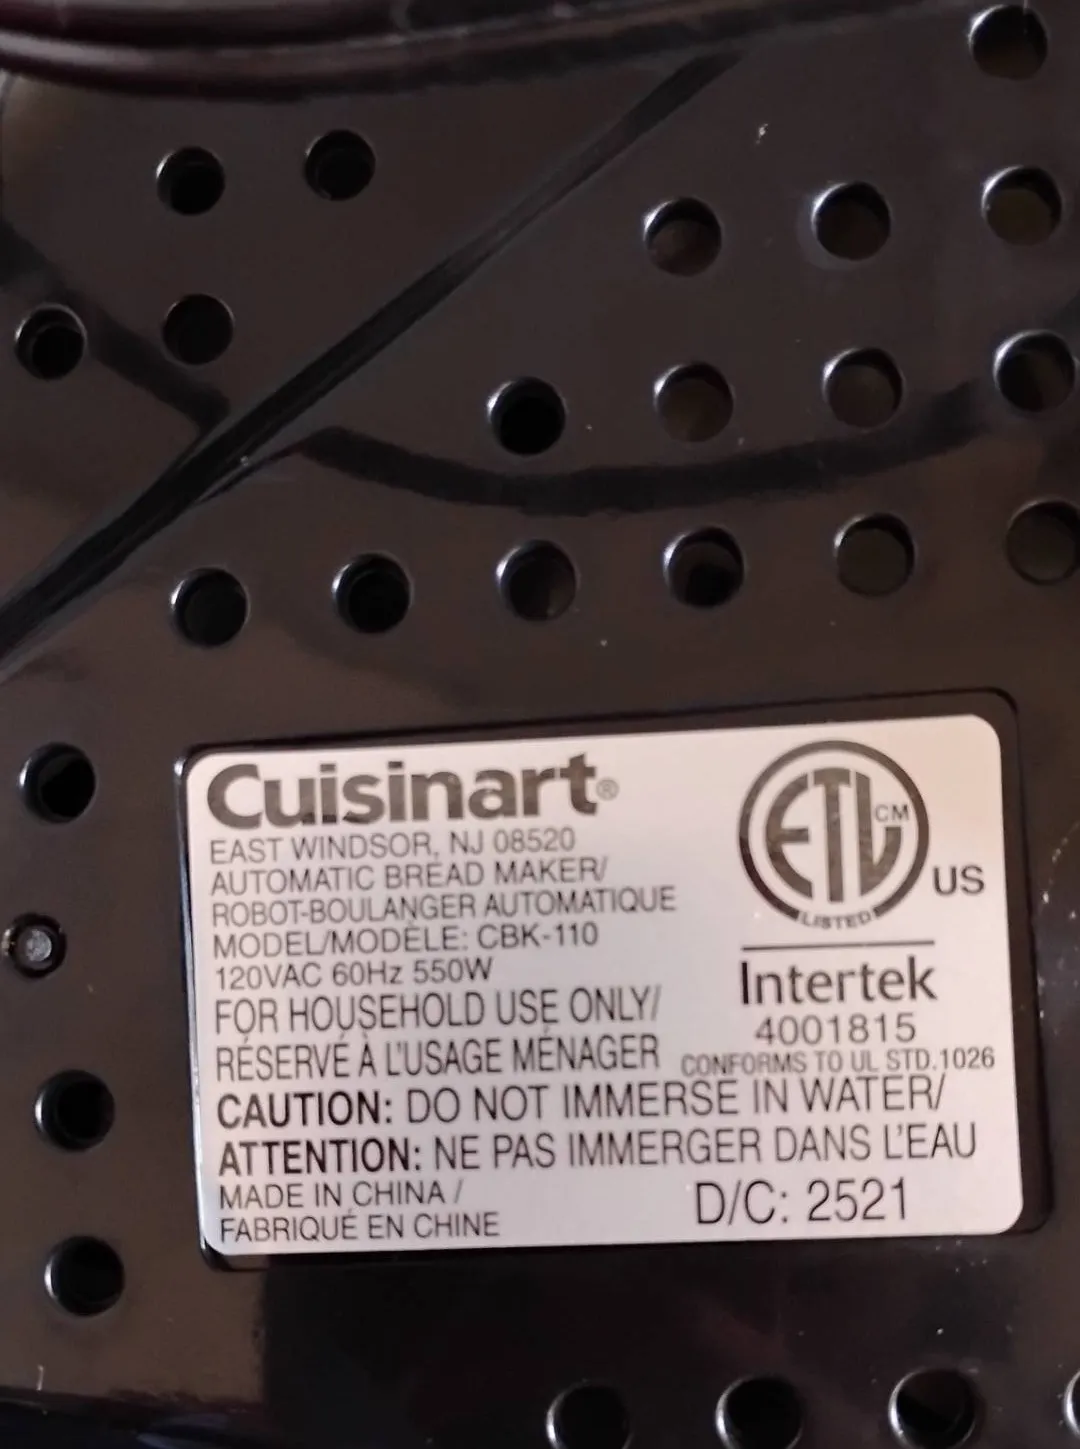 Cuisinart®
EAST WINDSOR, NJ 08520
AUTOMATIC BREAD MAKER/
ROBOT-BOULANGER AUTOMATIQUE
MODEL/MODÈLE: CBK-110
120VAC 60Hz 550W
FOR HOUSEHOLD USE ONLY/
RÉSERVÉ À L'USAGE MÉNAGER
CAUTION: DO NOT IMMERSE IN WATER/
ATTENTION: NE PAS IMMERGER DANS L'EAU
MADE IN CHINA /
FABRIQUÉ EN CHINE
D/C: 2521
ETL CM
LISTED
US
Intertek
4001815
CONFORMS TO UL STD.1026